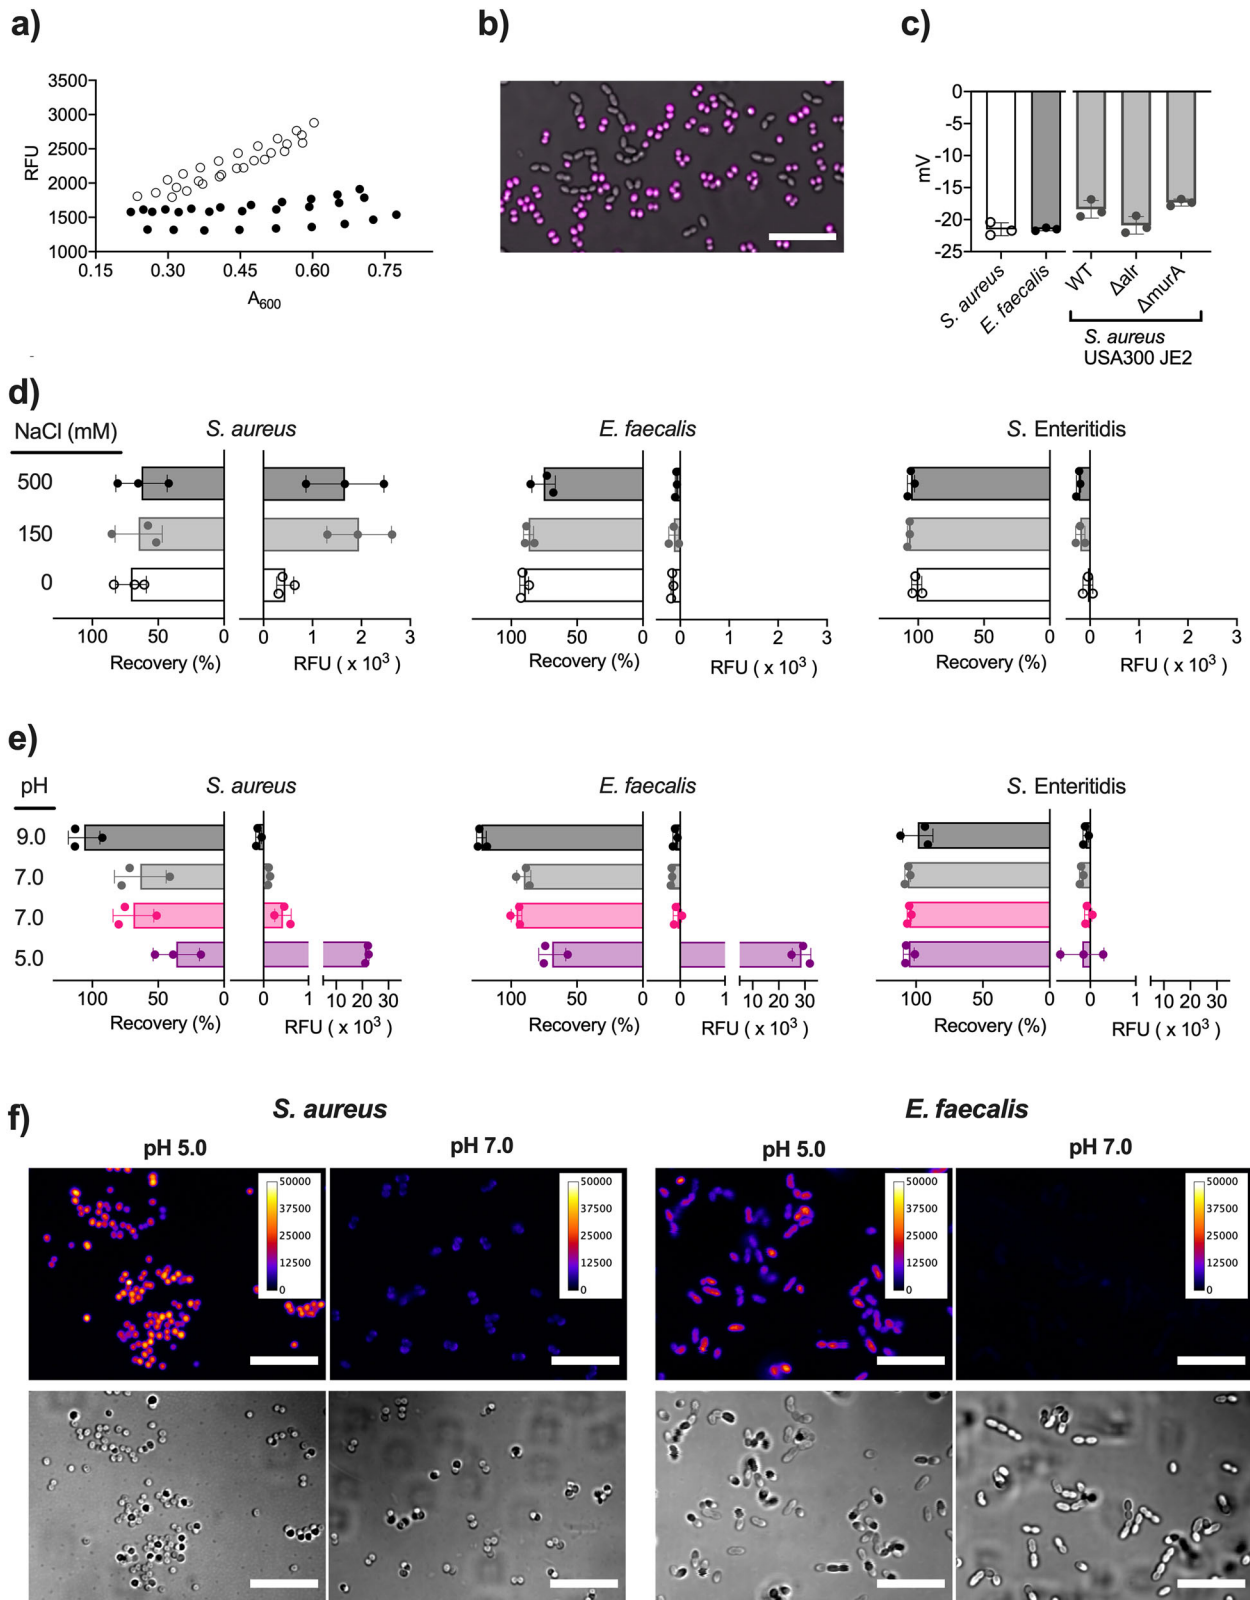 a)
3500
3000
2500
2000
1500
1000
RFU
0.15 0.30 0.45 0.60 0.75
A600
b)
c)
0
-5
-10
-15
-20
-25
mV
S. aureus
E. faecalis
WT
Δalr
ΔmurA
S. aureus
USA300 JE2
d)
NaCl (mM)
S. aureus
E. faecalis
S. Enteritidis
500
150
0
100 50 0
0 1 2 3
100 50 0
0 1 2 3
100 50 0
0 1 2 3
Recovery (%)
RFU ( x 10³ )
Recovery (%)
RFU ( x 10³ )
Recovery (%)
RFU ( x 10³ )
e)
pH
S. aureus
E. faecalis
S. Enteritidis
9.0
7.0
7.0
5.0
100 50 0
0 1 10 20 30
100 50 0
0 1 10 20 30
100 50 0
0 1 10 20 30
Recovery (%)
RFU ( x 10³ )
Recovery (%)
RFU ( x 10³ )
Recovery (%)
RFU ( x 10³ )
f)
S. aureus
E. faecalis
pH 5.0
pH 7.0
pH 5.0
pH 7.0
50000
37500
25000
12500
0
50000
37500
25000
12500
0
50000
37500
25000
12500
0
50000
37500
25000
12500
0